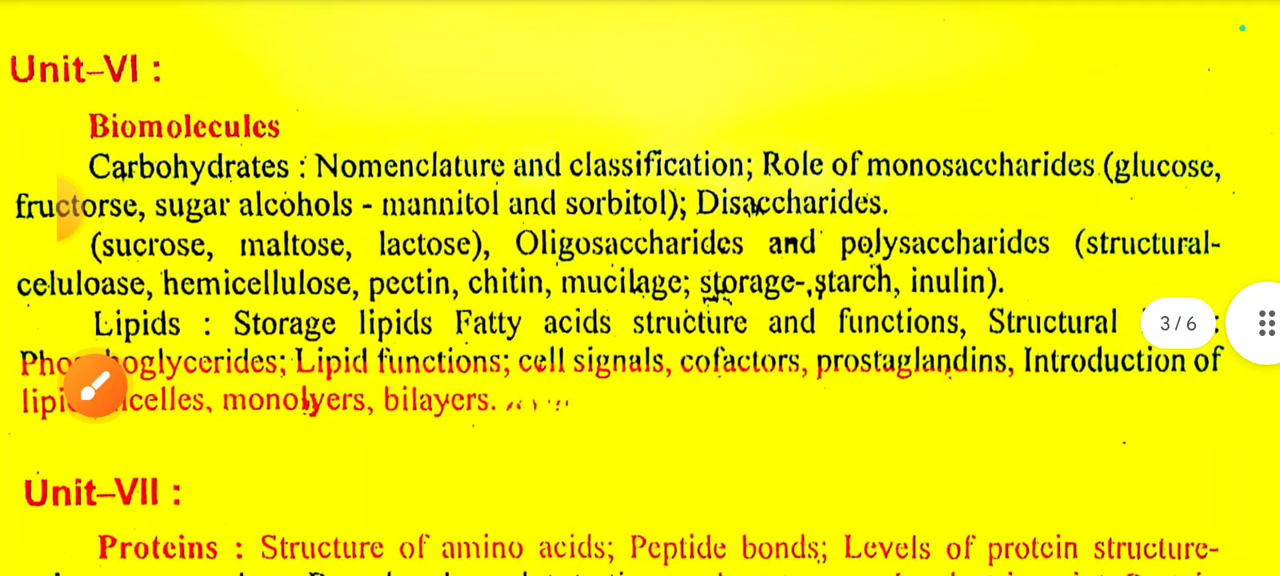 Unit–VI :
Biomolecules
Carbohydrates : Nomenclature and classification; Role of monosaccharides (glucose,
fructorse, sugar alcohols - mannitol and sorbitol); Disaccharides.
(sucrose, maltose, lactose), Oligosaccharides and polysaccharides (structural-
celuloase, hemicellulose, pectin, chitin, mucilage; storage-,starch, inulin).
Lipids : Storage lipids Fatty acids structure and functions, Structural :
3 / 6
oglycerides; Lipid functions; cell signals, cofactors, prostaglandins, Introduction of
monolyers, bilayers.
Unit–VII :
Proteins : Structure of amino acids; Peptide bonds; Levels of protein structure-